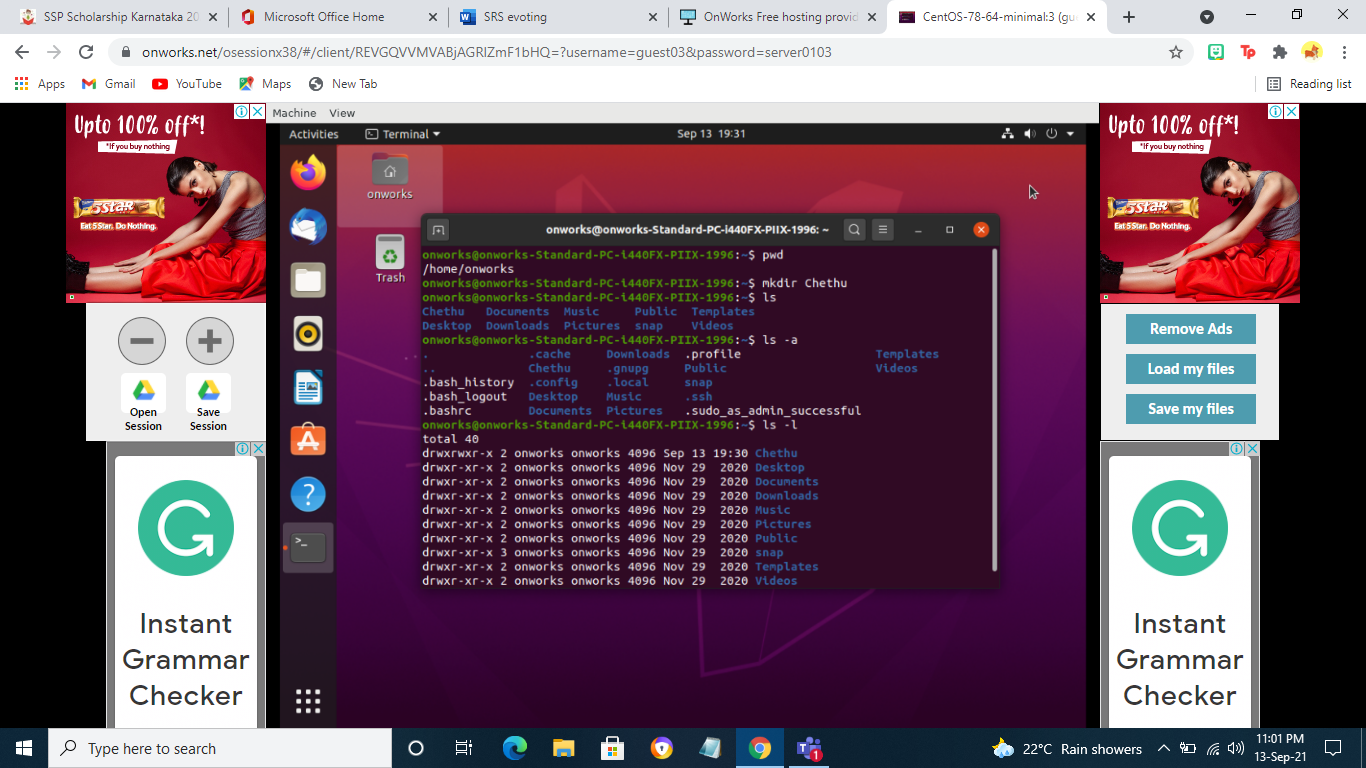 SSP Scholarship Karnataka 20
Microsoft Office Home
SRS evoting
OnWorks Free hosting provid
CentOS-78-64-minimal:3 (gu
onworks.net/osessionx38/#/client/REVGQVVMVABjAGRlZmF1bHQ=?username=guest03&password=server0103
Apps
Gmail
YouTube
Maps
New Tab
Reading list
Upto 100% off*!
*If you buy nothing
5STAR
Eat 5Star. Do Nothing.
Open Session
Save Session
Instant
Grammar
Checker
Machine View
Activities
Terminal
Sep 13 19:31
onworks
Trash
onworks@onworks-Standard-PC-i440FX-PIIX-1996: ~
onworks@onworks-Standard-PC-i440FX-PIIX-1996:~$ pwd
/home/onworks
onworks@onworks-Standard-PC-i440FX-PIIX-1996:~$ mkdir Chethu
onworks@onworks-Standard-PC-i440FX-PIIX-1996:~$ ls
Chethu Documents Music Public Templates
Desktop Downloads Pictures snap Videos
onworks@onworks-Standard-PC-i440FX-PIIX-1996:~$ ls -a
. .cache Downloads .profile Templates
.. Chethu .gnupg Public Videos
.bash_history .config .local snap
.bash_logout Desktop Music .ssh
.bashrc Documents Pictures .sudo_as_admin_successful
onworks@onworks-Standard-PC-i440FX-PIIX-1996:~$ ls -l
total 40
drwxrwxr-x 2 onworks onworks 4096 Sep 13 19:30 Chethu
drwxr-xr-x 2 onworks onworks 4096 Nov 29 2020 Desktop
drwxr-xr-x 2 onworks onworks 4096 Nov 29 2020 Documents
drwxr-xr-x 2 onworks onworks 4096 Nov 29 2020 Downloads
drwxr-xr-x 2 onworks onworks 4096 Nov 29 2020 Music
drwxr-xr-x 2 onworks onworks 4096 Nov 29 2020 Pictures
drwxr-xr-x 2 onworks onworks 4096 Nov 29 2020 Public
drwxr-xr-x 3 onworks onworks 4096 Nov 29 2020 snap
drwxr-xr-x 2 onworks onworks 4096 Nov 29 2020 Templates
drwxr-xr-x 2 onworks onworks 4096 Nov 29 2020 Videos
Upto 100% off*!
*If you buy nothing
5STAR
Eat 5Star. Do Nothing.
Remove Ads
Load my files
Save my files
Instant
Grammar
Checker
Type here to search
1
22°C Rain showers
11:01 PM
13-Sep-21